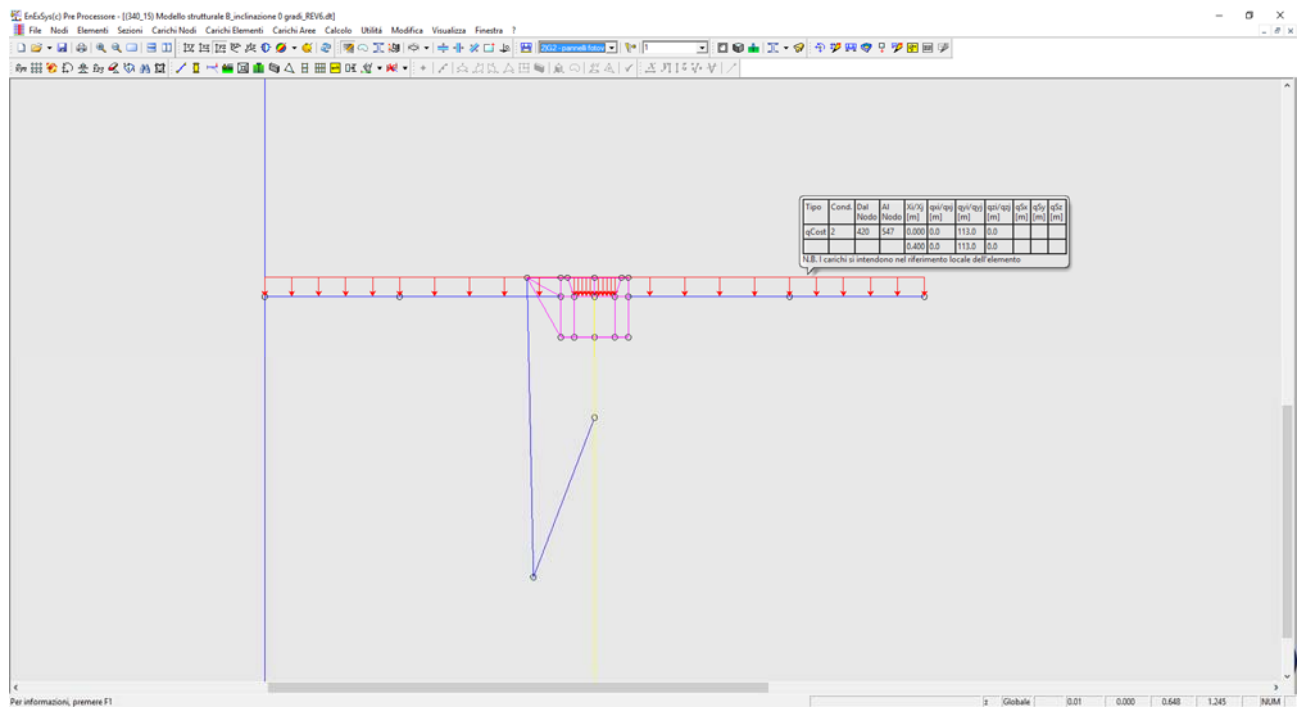 EnExSys(c) Pre Processore - [(340_15) Modello strutturale B_inclinazione 0 gradi_REV6.dt]
File Nodi Elementi Sezioni Carichi Nodi Carichi Elementi Carichi Aree Calcolo Utilità Modifica Visualizza Finestra ?
2)G2 - pannelli fotov 1
Tipo Cond. Dal Nodo Al Nodo Xi/Xj [m] qxi/qxj [m] qyi/qyj [m] qzi/qzj [m] qSx [m] qSy [m] qSz [m]
qCost 2 420 547 0.000 0.0 113.0 0.0
0.400 0.0 113.0 0.0
N.B. I carichi si intendono nel riferimento locale dell'elemento
Per informazioni, premere F1 z Globale 0.01 0.000 0.648 1.245 NUM